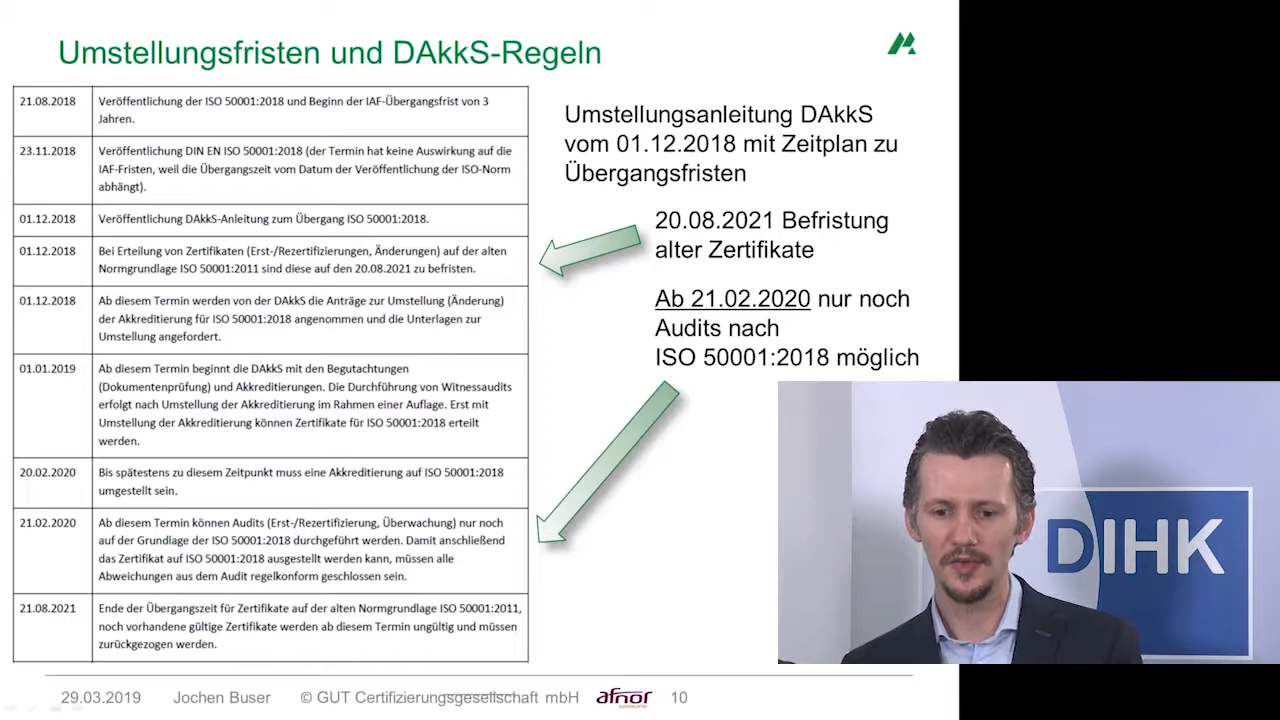 Umstellungsfristen und DAkkS-Regeln
21.08.2018 Veröffentlichung der ISO 50001:2018 und Beginn der IAF-Übergangsfrist von 3
Jahren.
23.11.2018 Veröffentlichung DIN EN ISO 50001:2018 (der Termin hat keine Auswirkung auf die
IAF-Fristen, weil die Übergangszeit vom Datum der Veröffentlichung der ISO-Norm
abhängt).
01.12.2018 Veröffentlichung DAkkS-Anleitung zum Übergang ISO 50001:2018.
01.12.2018 Bei Erteilung von Zertifikaten (Erst-/Rezertifizierungen, Änderungen) auf der alten
Normgrundlage ISO 50001:2011 sind diese auf den 20.08.2021 zu befristen.
01.12.2018 Ab diesem Termin werden von der DAkkS die Anträge zur Umstellung (Änderung)
der Akkreditierung für ISO 50001:2018 angenommen und die Unterlagen zur
Umstellung angefordert.
01.01.2019 Ab diesem Termin beginnt die DAkkS mit den Begutachtungen
(Dokumentenprüfung) und Akkreditierungen. Die Durchführung von Witnessaudits
erfolgt nach Umstellung der Akkreditierung im Rahmen einer Auflage. Erst mit
Umstellung der Akkreditierung können Zertifikate für ISO 50001:2018 erteilt
werden.
20.02.2020 Bis spätestens zu diesem Zeitpunkt muss eine Akkreditierung auf ISO 50001:2018
umgestellt sein.
21.02.2020 Ab diesem Termin können Audits (Erst-/Rezertifizierung, Überwachung) nur noch
auf der Grundlage der ISO 50001:2018 durchgeführt werden. Damit anschließend
das Zertifikat auf ISO 50001:2018 ausgestellt werden kann, müssen alle
Abweichungen aus dem Audit regelkonform geschlossen sein.
21.08.2021 Ende der Übergangszeit für Zertifikate auf der alten Normgrundlage ISO 50001:2011,
noch vorhandene gültige Zertifikate werden ab diesem Termin ungültig und müssen
zurückgezogen werden.
Umstellungsanleitung DAkkS
vom 01.12.2018 mit Zeitplan zu
Übergangsfristen
20.08.2021 Befristung
alter Zertifikate
Ab 21.02.2020 nur noch
Audits nach
ISO 50001:2018 möglich
DIHK
29.03.2019 Jochen Buser © GUT Certifizierungsgesellschaft mbH afnor GROUPE 10